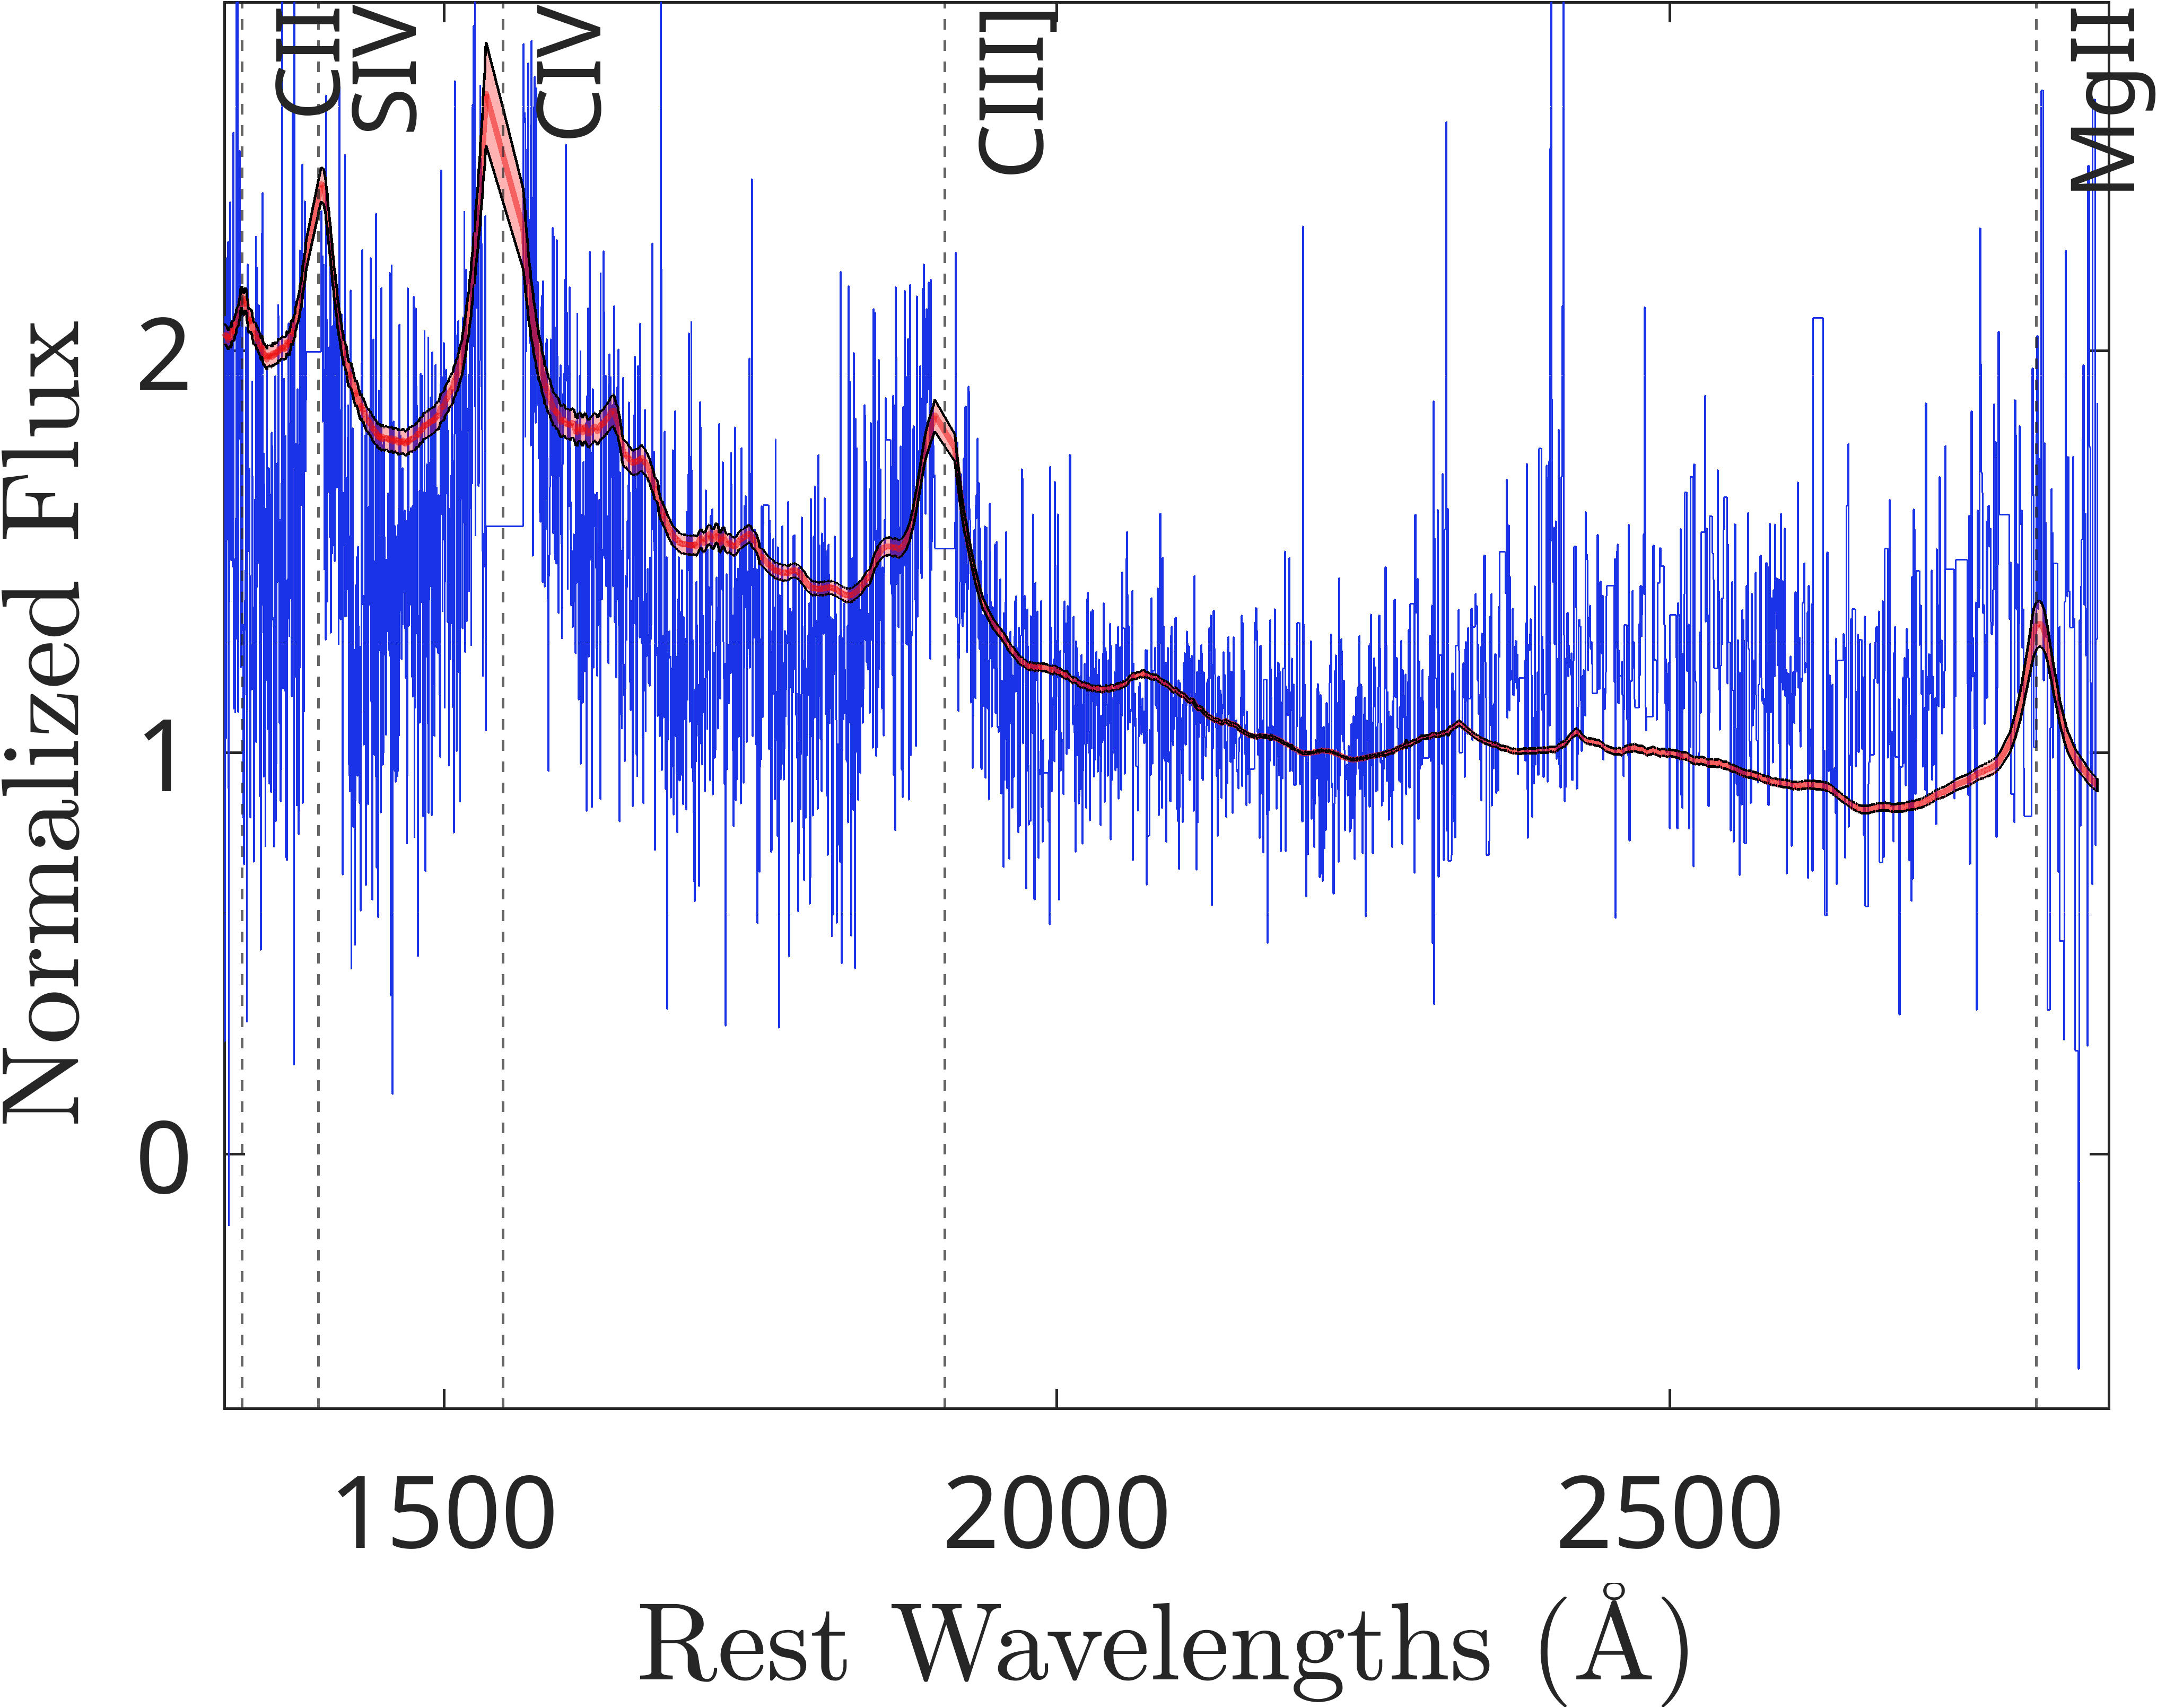 CII
SIV
CIV
CIII]
MgII
Normalized Flux
2
1
0
1500
2000
2500
Rest Wavelengths (Å)